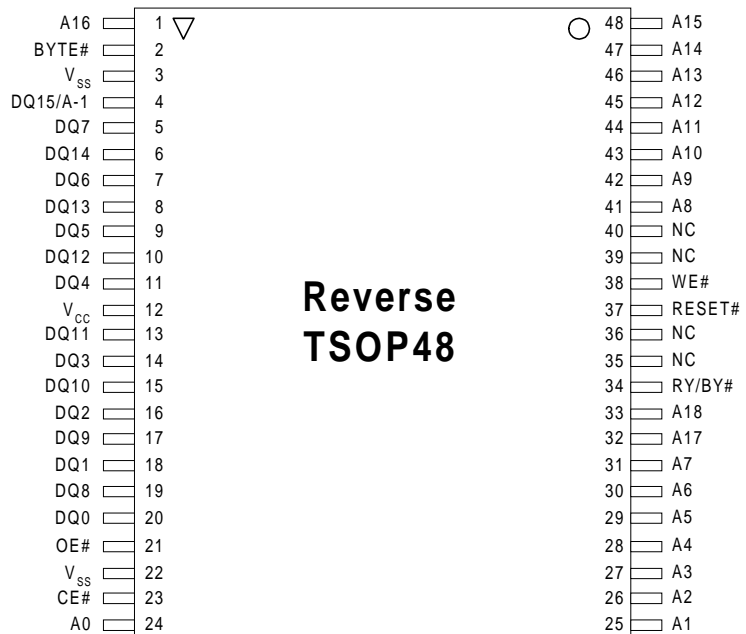 A16 1 48 A15
BYTE# 2 47 A14
VSS 3 46 A13
DQ15/A-1 4 45 A12
DQ7 5 44 A11
DQ14 6 43 A10
DQ6 7 42 A9
DQ13 8 41 A8
DQ5 9 40 NC
DQ12 10 39 NC
DQ4 11 38 WE#
VCC 12 37 RESET#
DQ11 13 36 NC
DQ3 14 35 NC
DQ10 15 34 RY/BY#
DQ2 16 33 A18
DQ9 17 32 A17
DQ1 18 31 A7
DQ8 19 30 A6
DQ0 20 29 A5
OE# 21 28 A4
VSS 22 27 A3
CE# 23 26 A2
A0 24 25 A1
Reverse
TSOP48